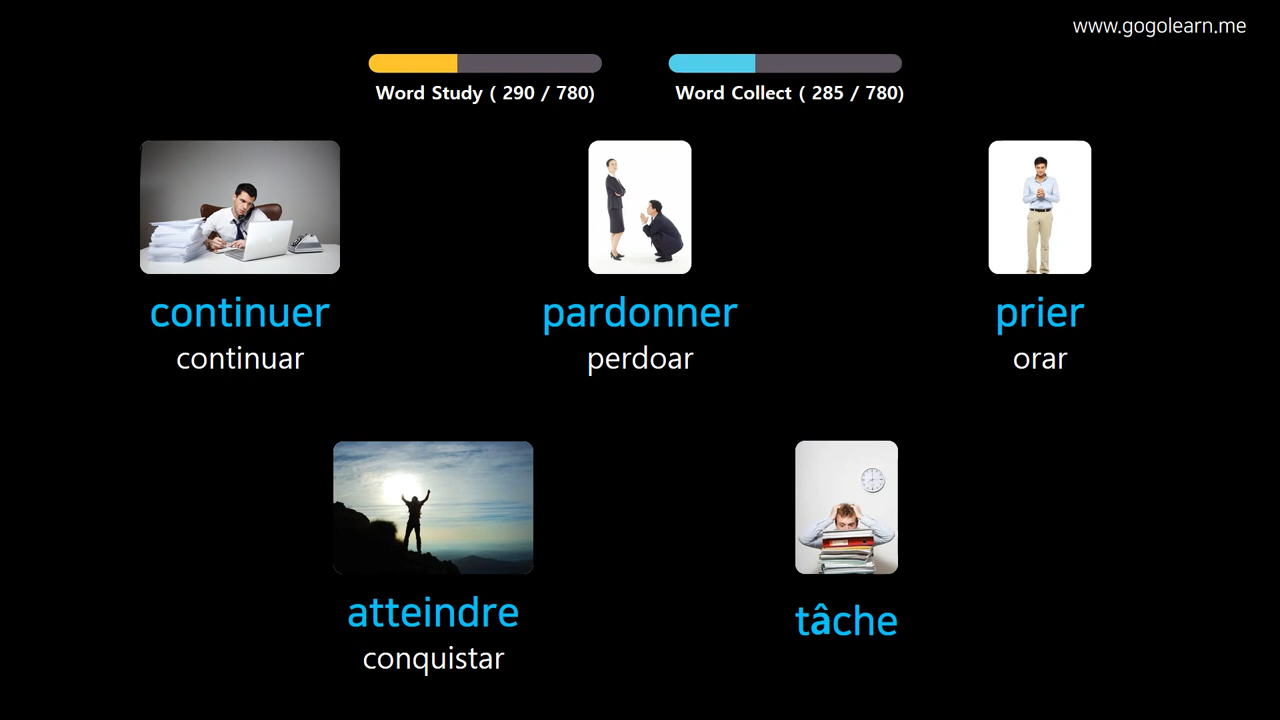 www.gogolearn.me
Word Study ( 290 / 780)
Word Collect ( 285 / 780)
continuer
continuar
pardonner
perdoar
prier
orar
atteindre
conquistar
tâche